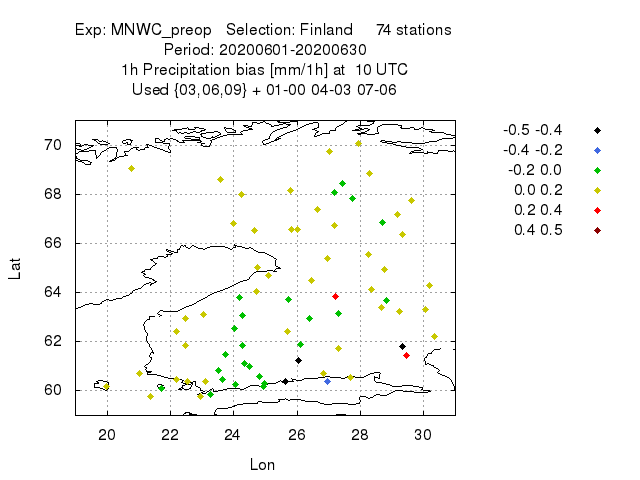 Exp: MNWC_preop   Selection: Finland     74 stations
Period: 20200601-20200630
1h Precipitation bias [mm/1h] at  10 UTC
Used {03,06,09} + 01-00 04-03 07-06
70
68
66
64
62
60
Lat
20 22 24 26 28 30
Lon
-0.5 -0.4
-0.4 -0.2
-0.2 0.0
0.0 0.2
0.2 0.4
0.4 0.5